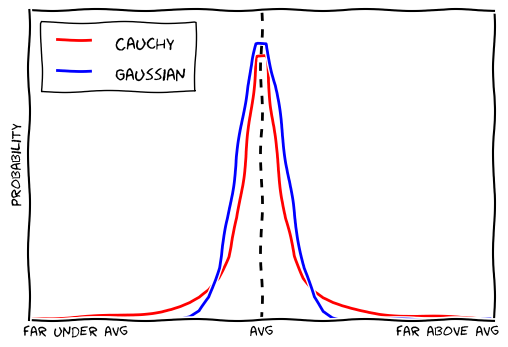 CAUCHY
GAUSSIAN
PROBABILITY
FAR UNDER AVG
AVG
FAR ABOVE AVG